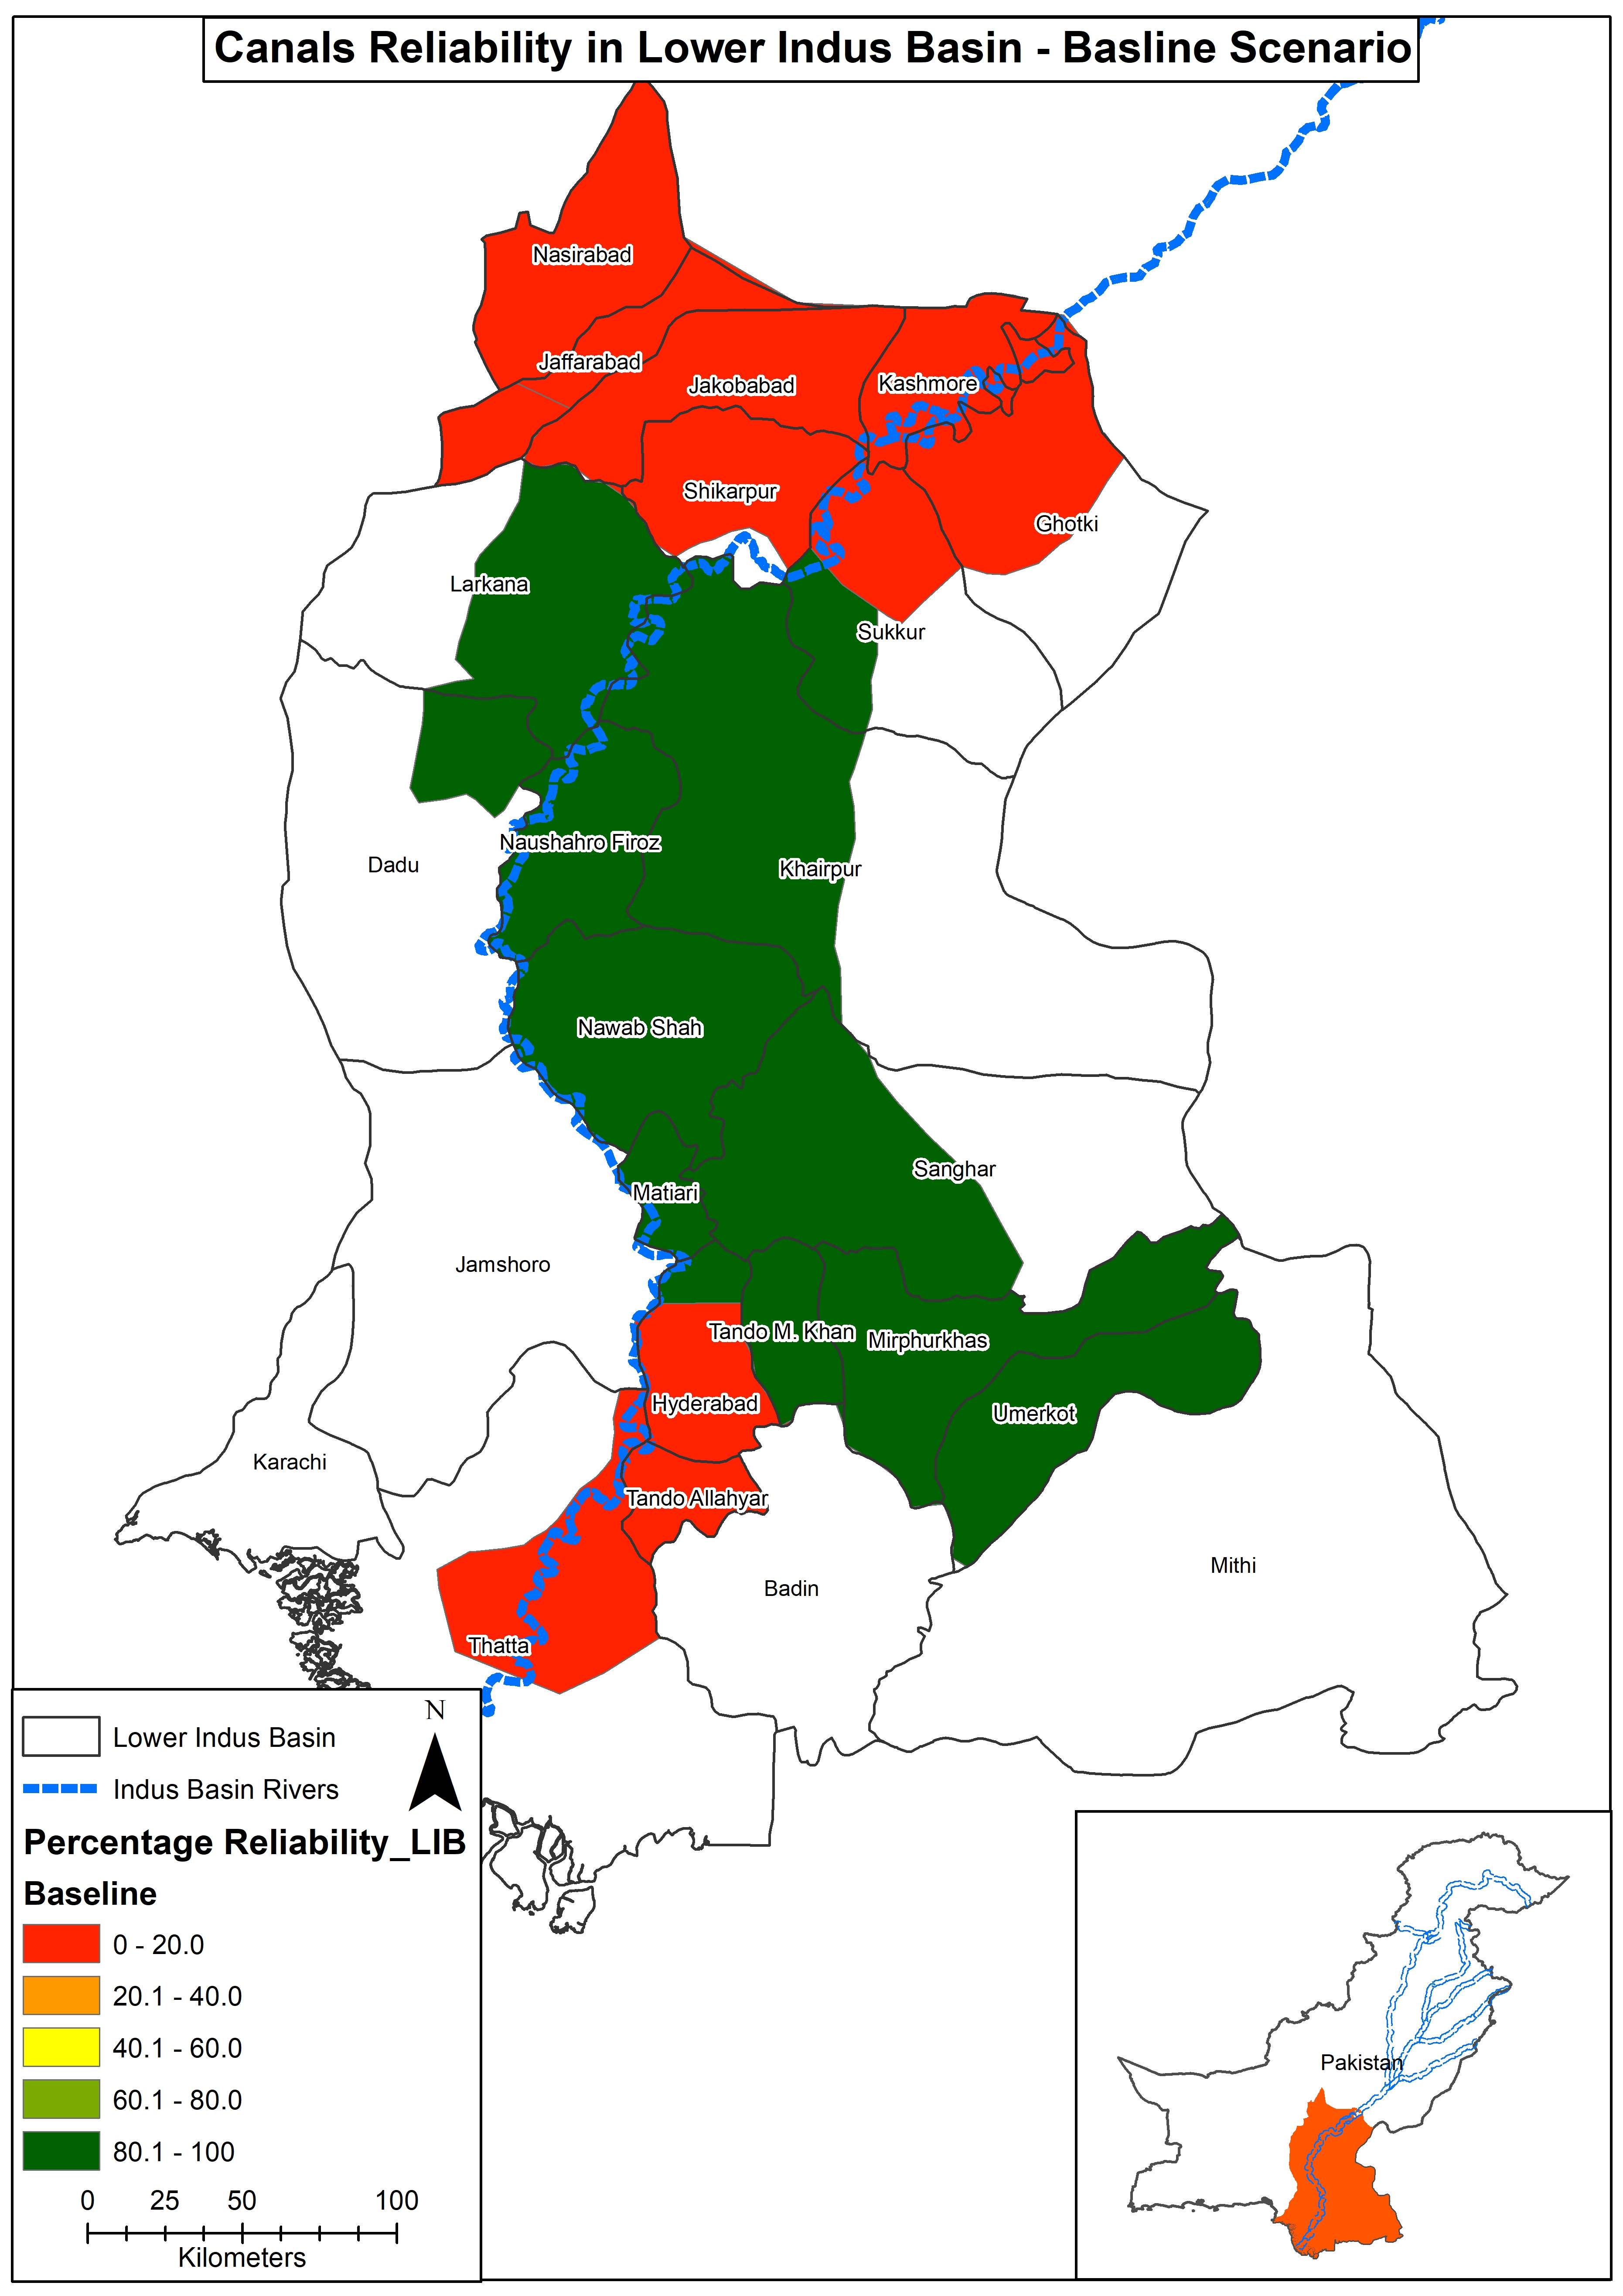 Canals Reliability in Lower Indus Basin - Basline Scenario
Nasirabad
Jaffarabad
Jakobabad
Kashmore
Shikarpur
Ghotki
Larkana
Sukkur
Naushahro Firoz
Dadu
Khairpur
Nawab Shah
Sanghar
Matiari
Jamshoro
Tando M. Khan
Mirphurkhas
Hyderabad
Umerkot
Karachi
Tando Allahyar
Mithi
Badin
Thatta
N
Lower Indus Basin
Indus Basin Rivers
Percentage Reliability_LIB
Baseline
0 - 20.0
20.1 - 40.0
40.1 - 60.0
60.1 - 80.0
80.1 - 100
0 25 50 100
Kilometers
Pakistan